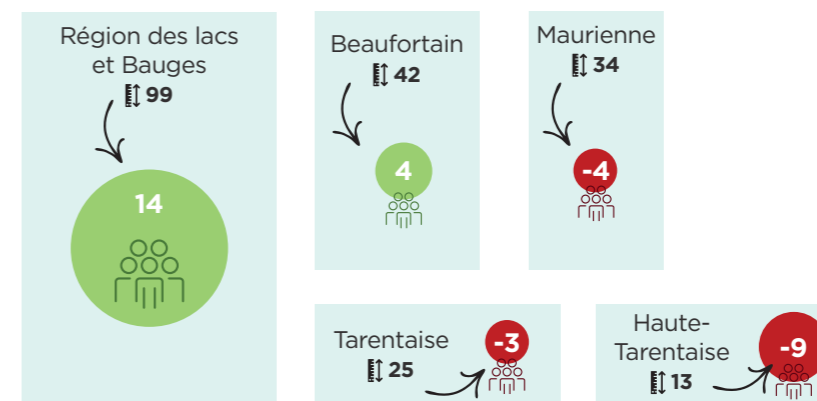 Région des lacs
et Bauges
99
14
Beaufortain
42
4
Maurienne
34
-4
Tarentaise
25
-3
Haute-
Tarentaise
13
-9